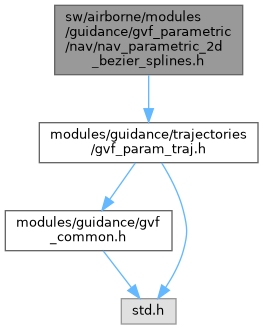 sw/airborne/modules
/guidance/gvf_parametric
/nav/nav_parametric_2d
_bezier_splines.h
modules/guidance/trajectories
/gvf_param_traj.h
modules/guidance/gvf
_common.h
std.h